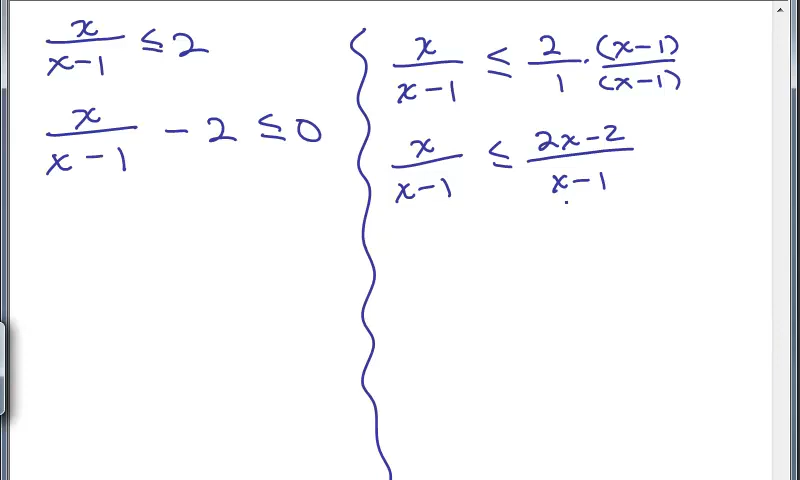 x/(x-1) ≤ 2
x/(x-1) - 2 ≤ 0
x/(x-1) ≤ 2/1 · (x-1)/(x-1)
x/(x-1) ≤ (2x-2)/(x-1)